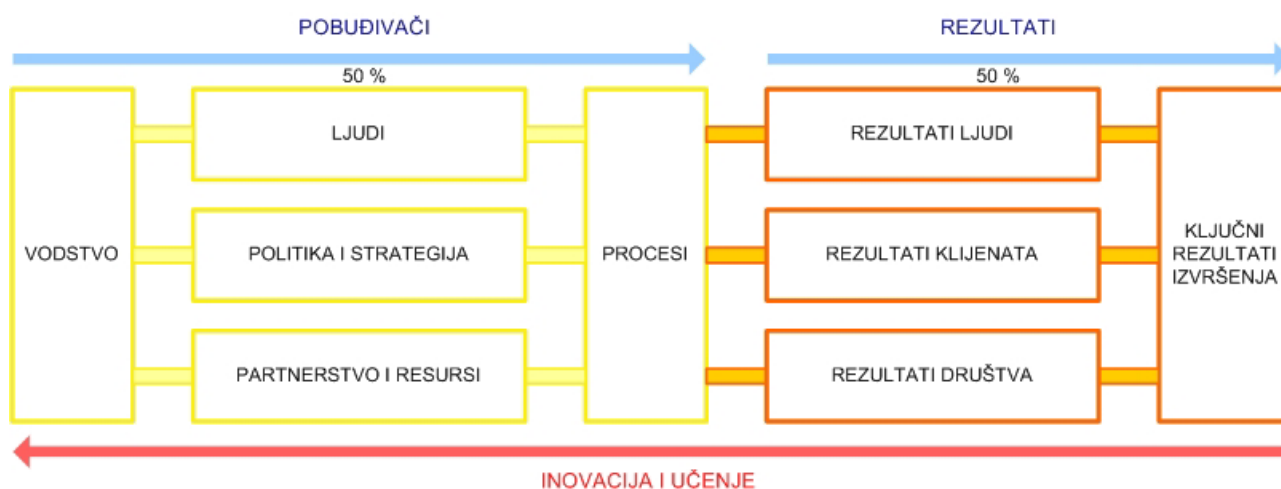 POBUĐIVAČI
REZULTATI
50 %
50 %
VODSTVO
LJUDI
POLITIKA I STRATEGIJA
PARTNERSTVO I RESURSI
PROCESI
REZULTATI LJUDI
REZULTATI KLIJENATA
REZULTATI DRUŠTVA
KLJUČNI
REZULTATI
IZVRŠENJA
INOVACIJA I UČENJE